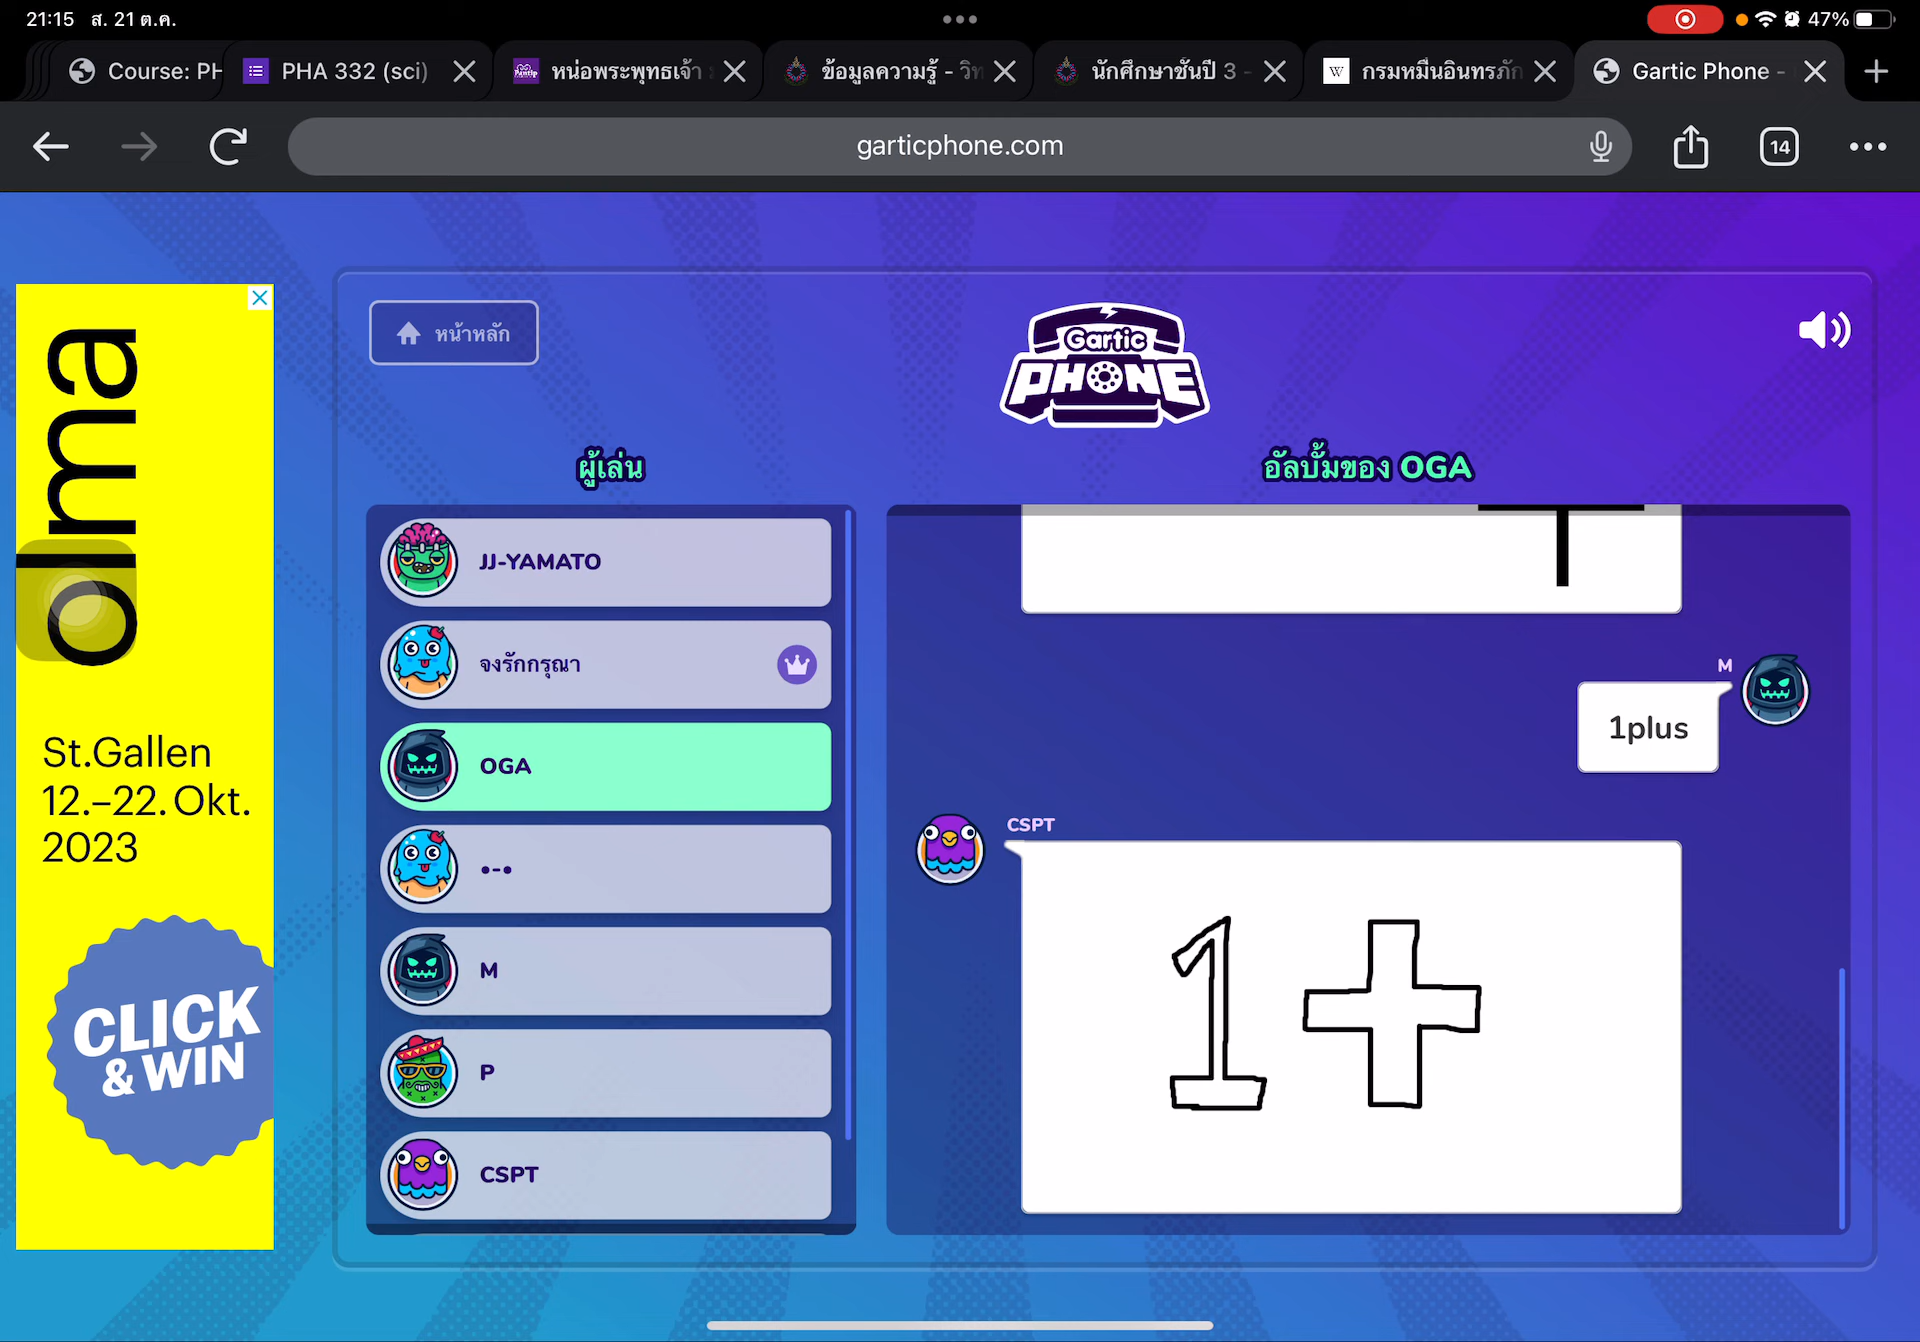 21:15 ส. 21 ต.ค.
47%
Course: PH
PHA 332 (sci)
หน่อพระพุทธเจ้า
ข้อมูลความรู้ - วิท
นักศึกษาชั้นปี 3 -
W กรมหมื่นอินทรภัก
Gartic Phone -
garticphone.com
14
olma
St.Gallen
12.–22. Okt.
2023
CLICK
& WIN
หน้าหลัก
Gartic
PHONE
ผู้เล่น
JJ-YAMATO
จงรักกรุณา
OGA
•-•
M
P
CSPT
อัลบั้มของ OGA
M
1plus
CSPT
1 +